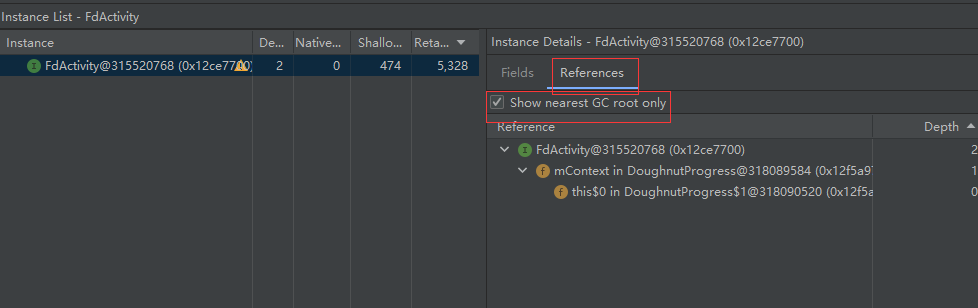 Instance List - FdActivity
Instance De... Native... Shallo... Reta...
FdActivity@315520768 (0x12ce7700) 2 0 474 5,328
Instance Details - FdActivity@315520768 (0x12ce7700)
Fields References
Show nearest GC root only
Reference Depth
FdActivity@315520768 (0x12ce7700) 2
mContext in DoughnutProgress@318089584 (0x12f5a9 1
this$0 in DoughnutProgress$1@318090520 (0x12f5a 0